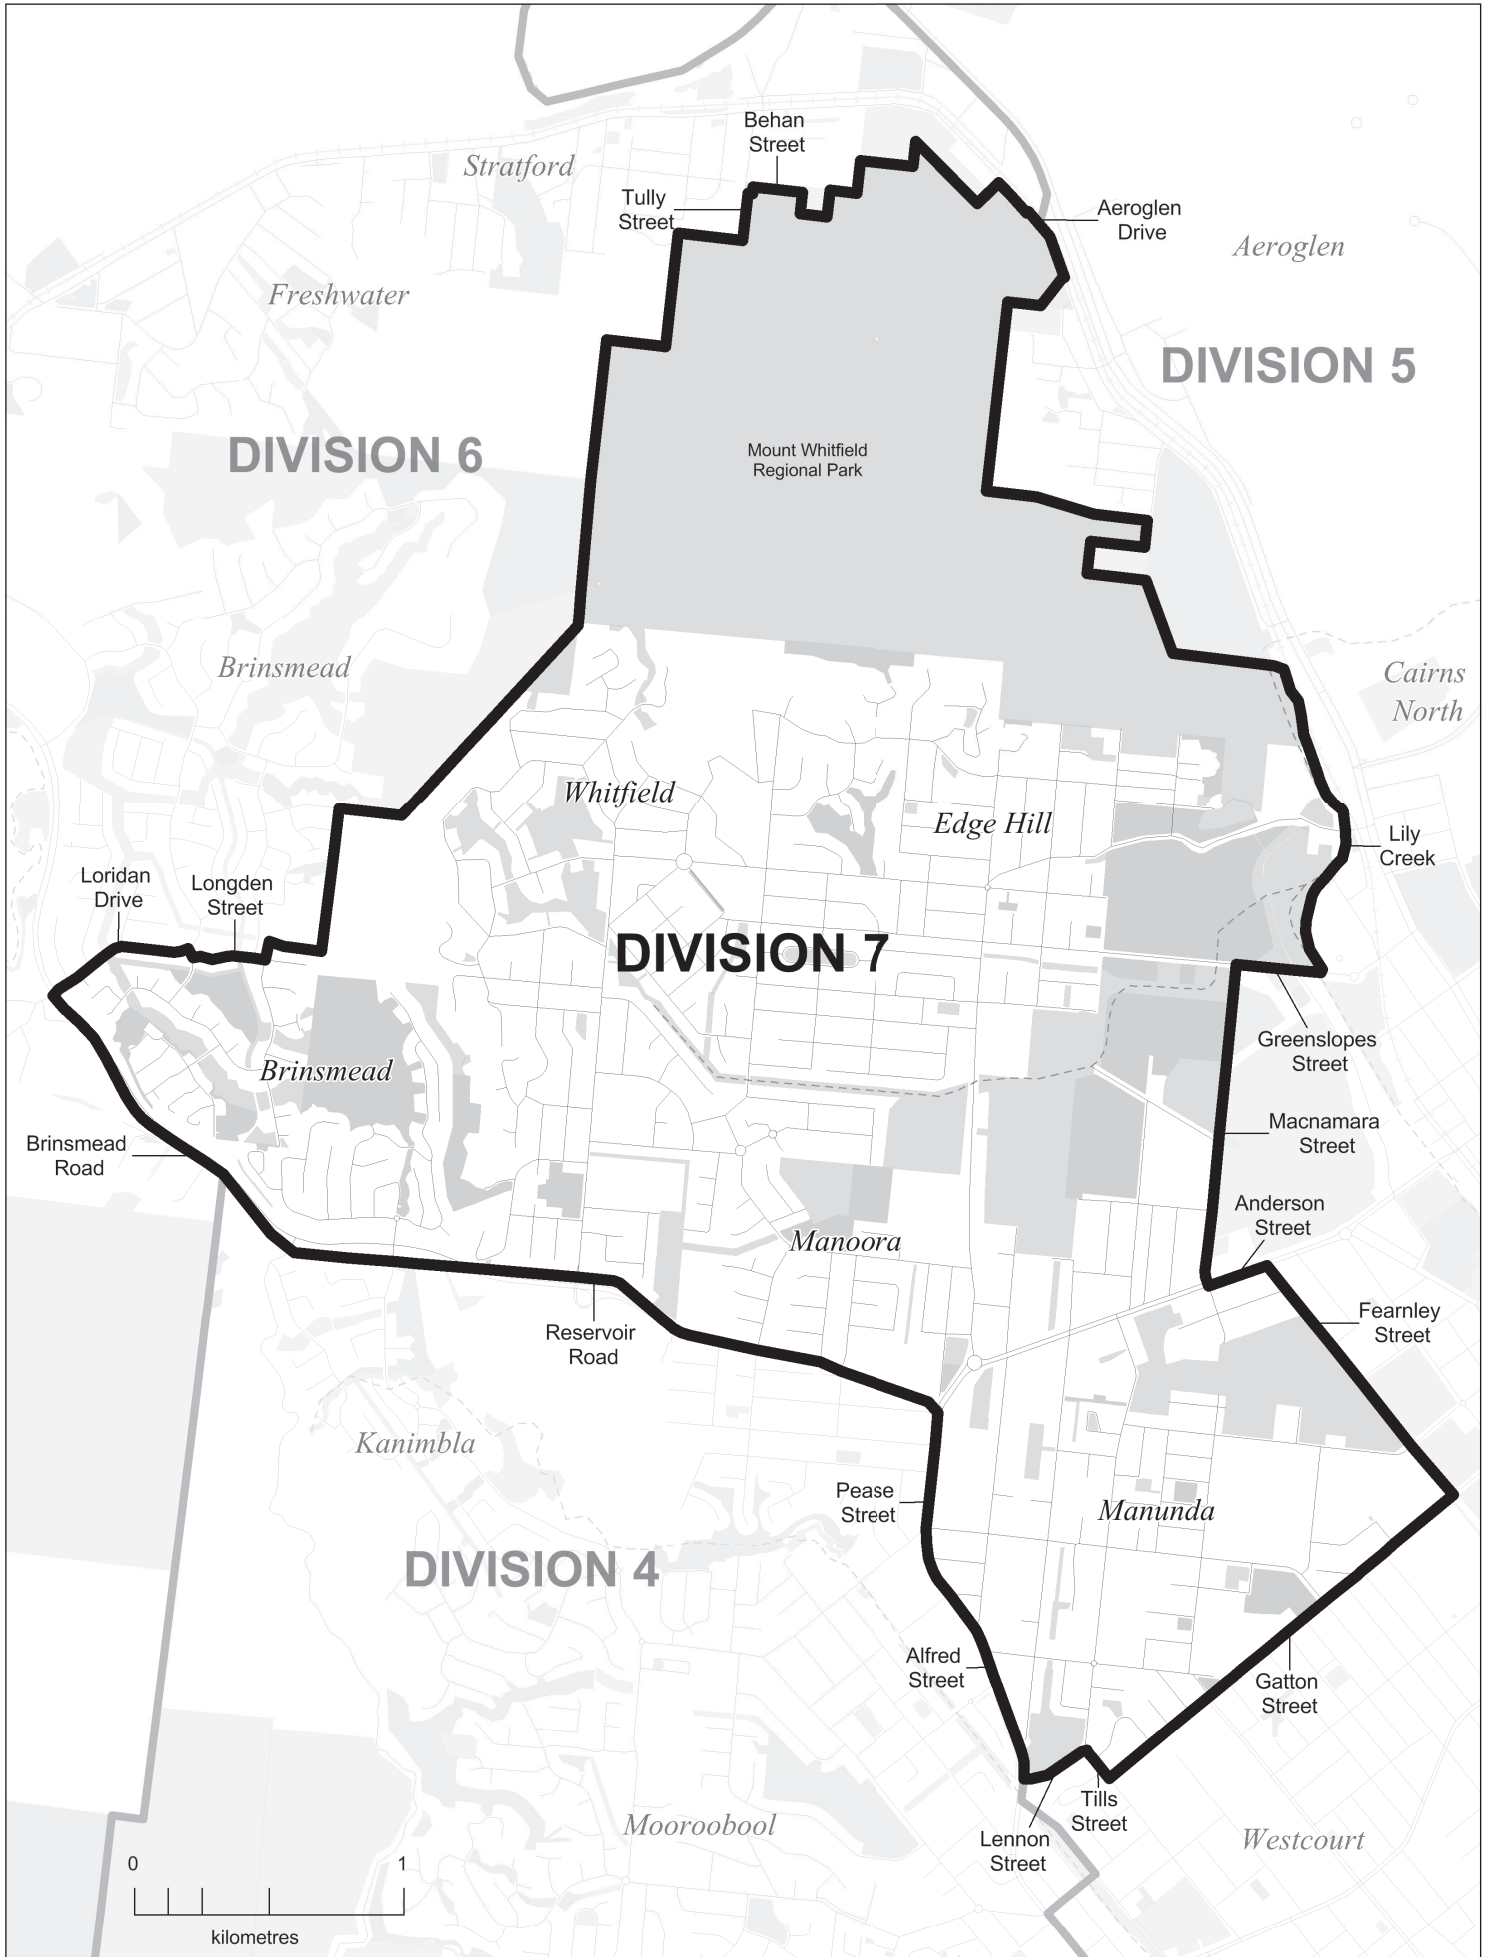 Behan
Street
Stratford
Tully
Street
Aeroglen
Drive
Aeroglen
Freshwater
DIVISION 5
DIVISION 6
Mount Whitfield
Regional Park
Brinsmead
Cairns
North
Whitfield
Edge Hill
Lily
Creek
Loridan
Drive
Longden
Street
DIVISION 7
Greenslopes
Street
Brinsmead
Macnamara
Street
Brinsmead
Road
Anderson
Street
Manoora
Fearnley
Street
Reservoir
Road
Kanimbla
Pease
Street
Manunda
DIVISION 4
Alfred
Street
Gatton
Street
Tills
Street
Mooroobool
Lennon
Street
Westcourt
0 1
kilometres